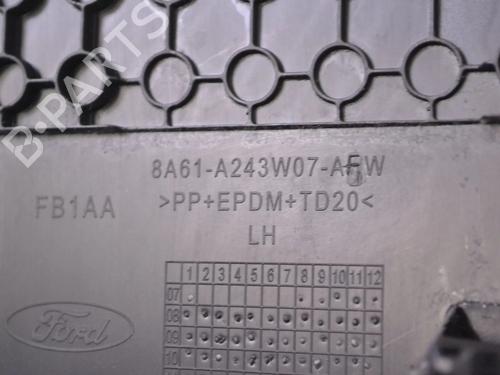 B-PARTS
8A61-A243W07-AFW
FB1AA
>PP+EPDM+TD20<
LH
1 2 3 4 5 6 7 8 9 10 11 12
07
08
09
10
Ford